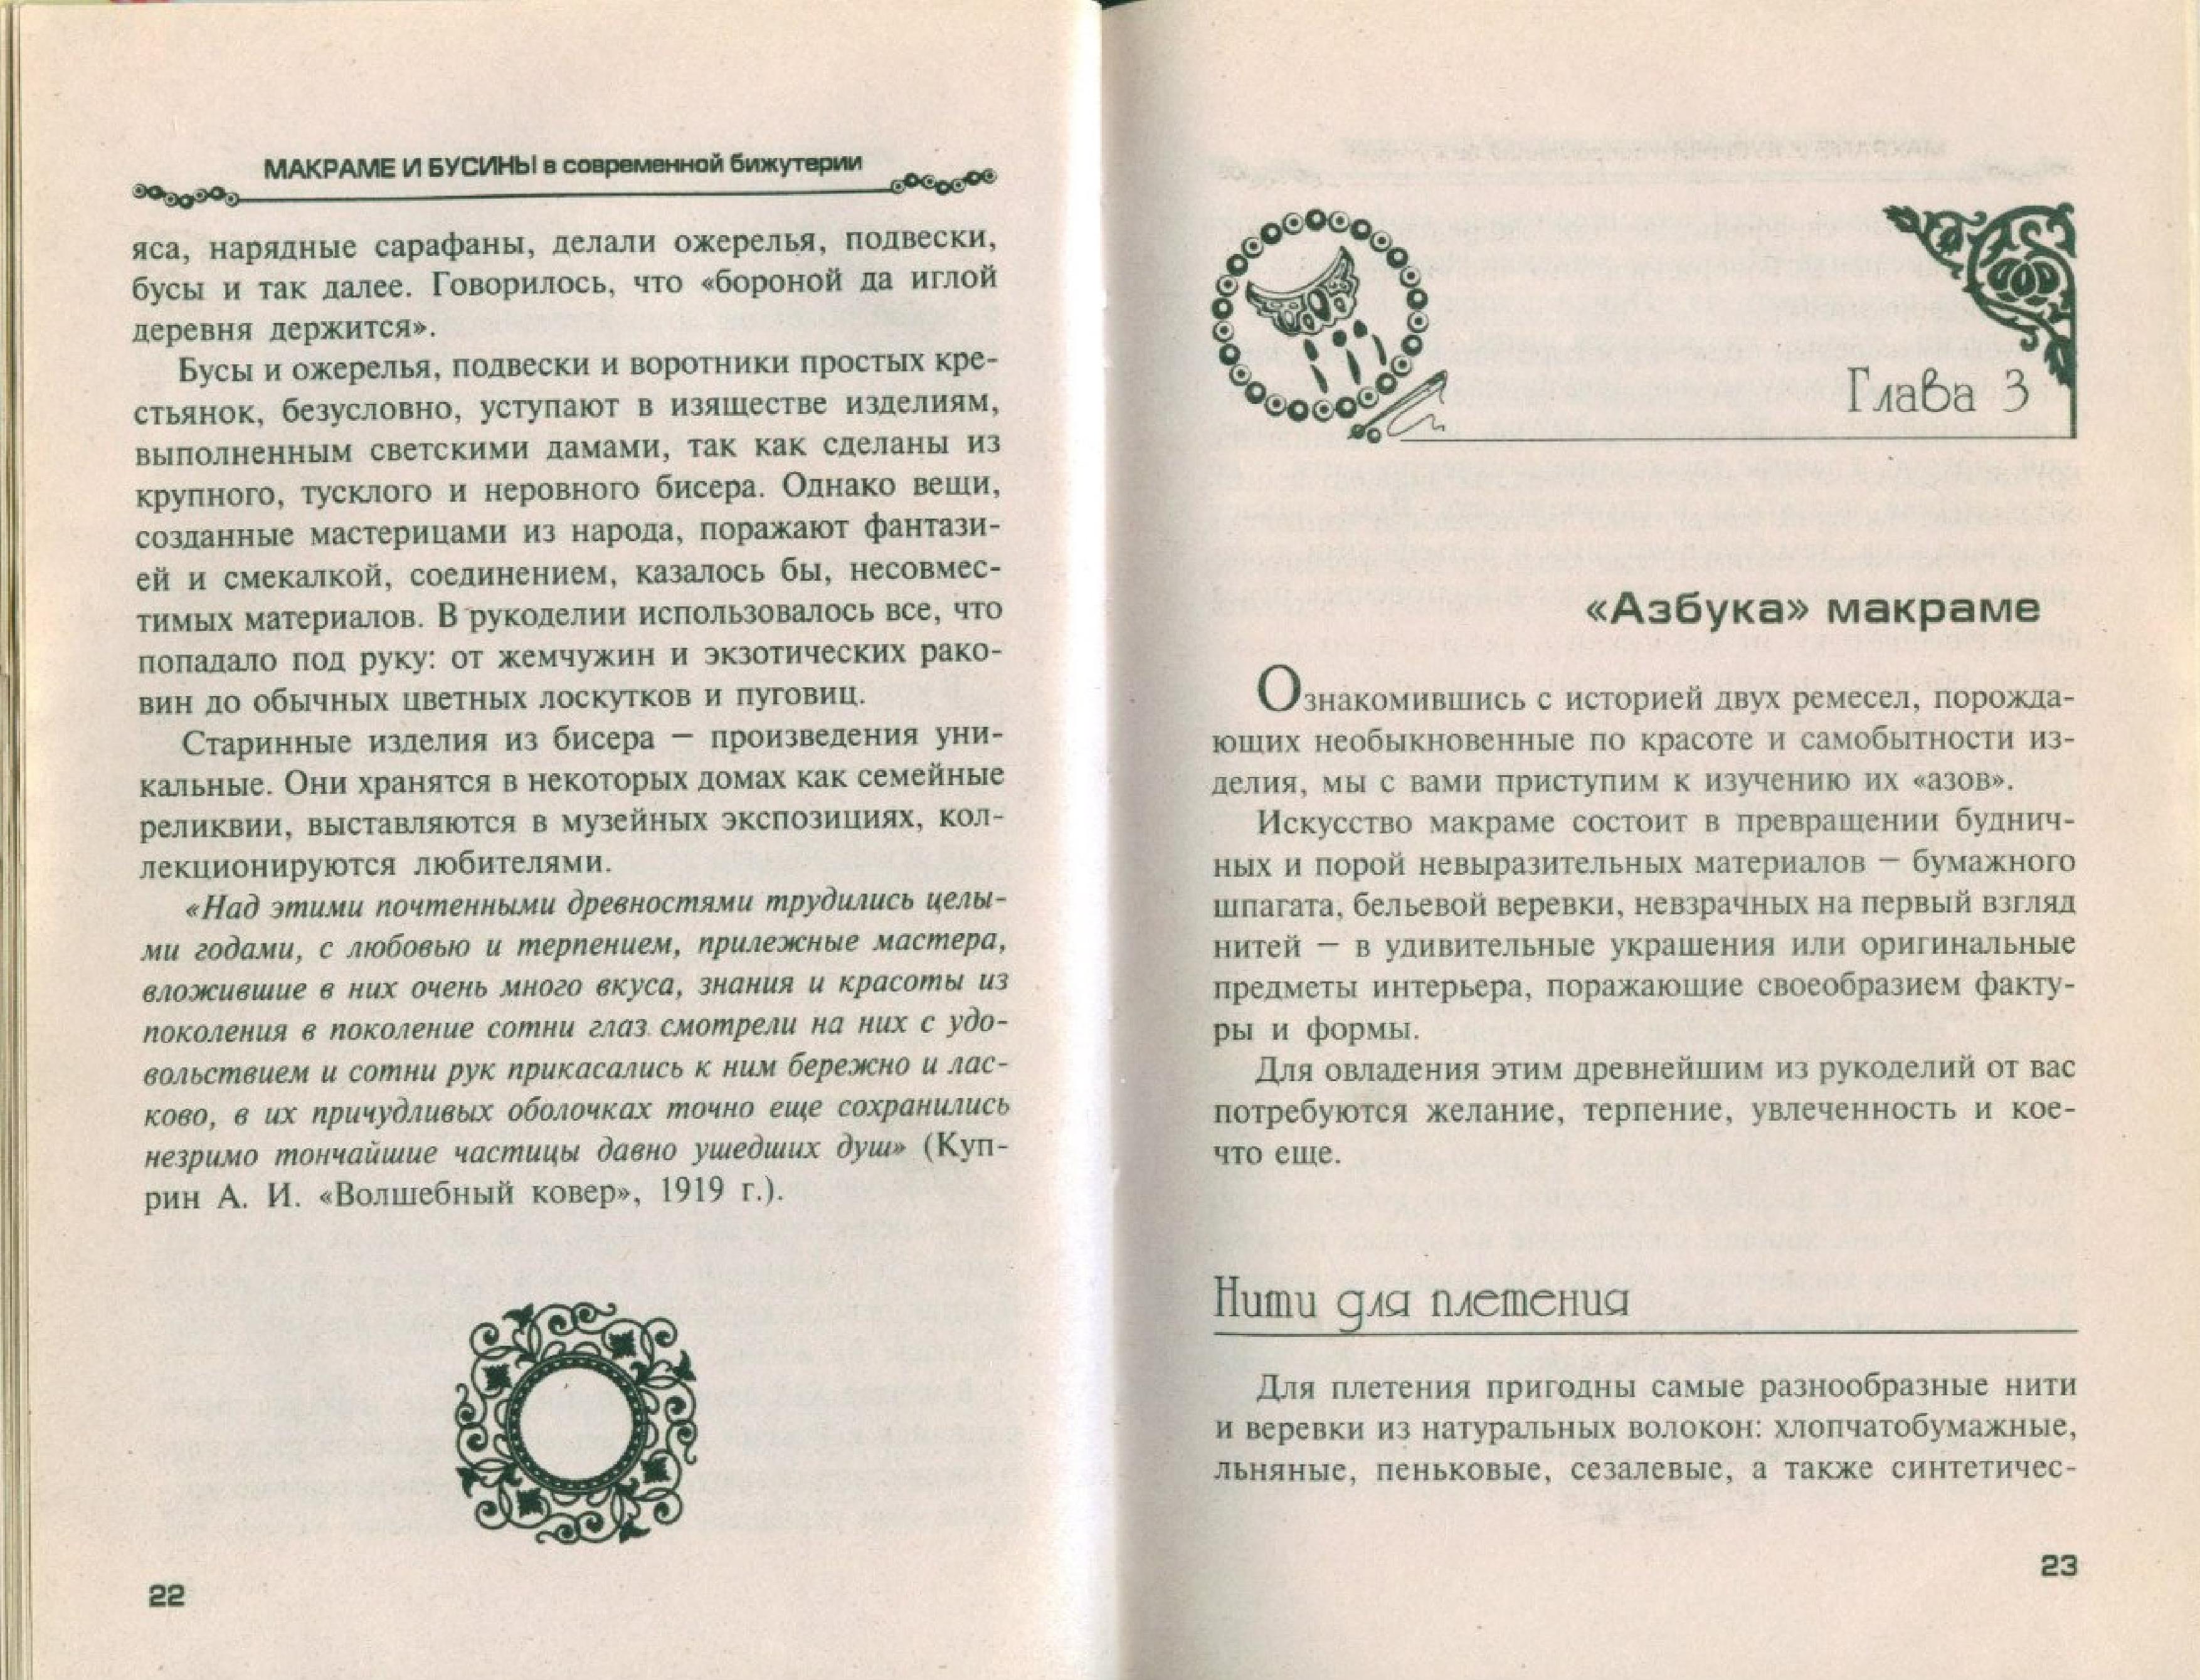 МАКРАМЕ И БУСИНЫ в современной бижутерии
яса, нарядные сарафаны, делали ожерелья, подвески,
бусы и так далее. Говорилось, что «бороной да иглой
деревня держится».
Бусы и ожерелья, подвески и воротники простых кре-
стьянок, безусловно, уступают в изяществе изделиям,
выполненным светскими дамами, так как сделаны из
крупного, тусклого и неровного бисера. Однако вещи,
созданные мастерицами из народа, поражают фантази-
ей и смекалкой, соединением, казалось бы, несовмес-
тимых материалов. В рукоделии использовалось все, что
попадало под руку: от жемчужин и экзотических рако-
вин до обычных цветных лоскутков и пуговиц.
Старинные изделия из бисера — произведения уни-
кальные. Они хранятся в некоторых домах как семейные
реликвии, выставляются в музейных экспозициях, кол-
лекционируются любителями.
«Над этими почтенными древностями трудились целы-
ми годами, с любовью и терпением, прилежные мастера,
вложившие в них очень много вкуса, знания и красоты из
поколения в поколение сотни глаз смотрели на них с удо-
вольствием и сотни рук прикасались к ним бережно и лас-
ково, в их причудливых оболочках точно еще сохранились
незримо тончайшие частицы давно ушедших душ» (Куп-
рин А. И. «Волшебный ковер», 1919 г.).
22
Глава 3
«Азбука» макраме
Ознакомившись с историей двух ремесел, порожда-
ющих необыкновенные по красоте и самобытности из-
делия, мы с вами приступим к изучению их «азов».
Искусство макраме состоит в превращении буднич-
ных и порой невыразительных материалов — бумажного
шпагата, бельевой веревки, невзрачных на первый взгляд
нитей — в удивительные украшения или оригинальные
предметы интерьера, поражающие своеобразием факту-
ры и формы.
Для овладения этим древнейшим из рукоделий от вас
потребуются желание, терпение, увлеченность и кое-
что еще.
Нити для плетения
Для плетения пригодны самые разнообразные нити
и веревки из натуральных волокон: хлопчатобумажные,
льняные, пеньковые, сезалевые, а также синтетичес-
23